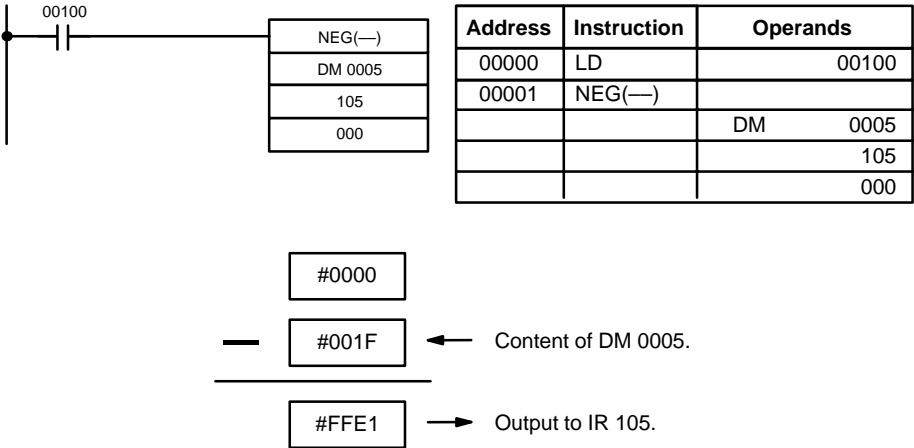 00100
NEG(––)
DM 0005
105
000
Address Instruction Operands
00000 LD 00100
00001 NEG(––)
DM 0005
105
000
#0000
— #001F Content of DM 0005.
#FFE1 Output to IR 105.